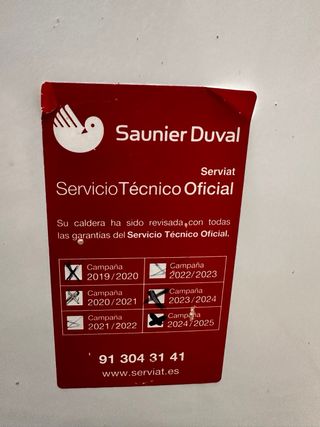 Saunier Duval
Serviat
ServicioTécnico Oficial
Su caldera ha sido revisada con todas
las garantías del Servicio Técnico Oficial.
X Campaña 2019/2020
Campaña 2022/2023
Campaña 2020/2021
X Campaña 2023/2024
Campaña 2021/2022
X Campaña 2024/2025
91 304 31 41
www.serviat.es